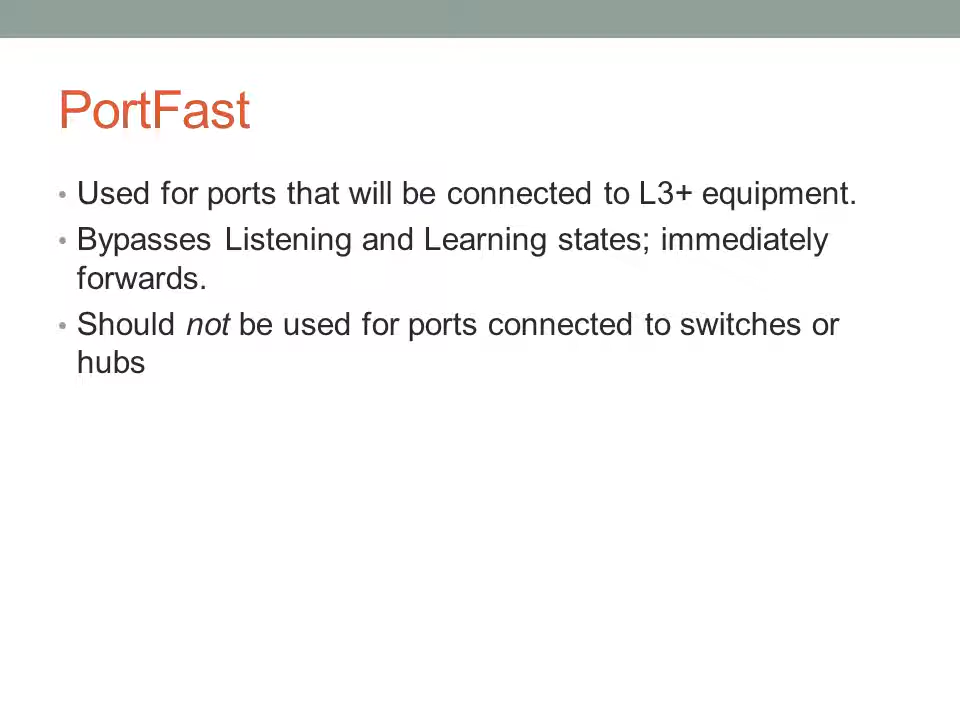 PortFast
• Used for ports that will be connected to L3+ equipment.
• Bypasses Listening and Learning states; immediately
forwards.
• Should not be used for ports connected to switches or
hubs